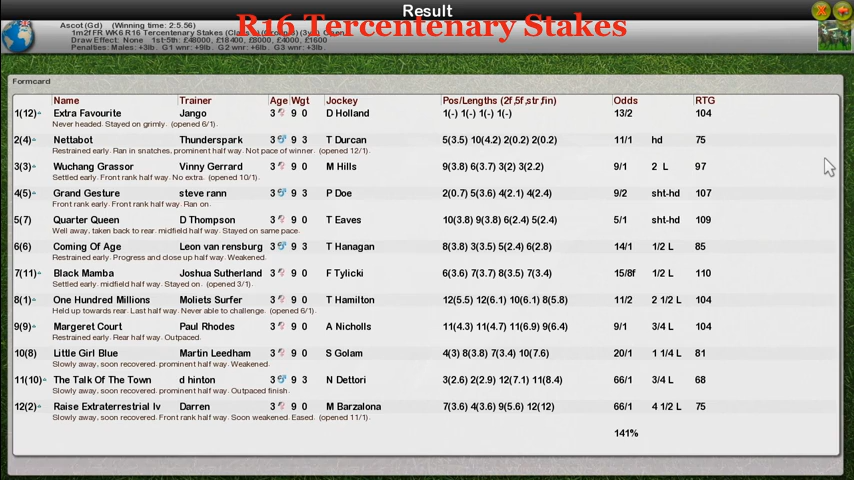 Result
R16 Tercentenary Stakes
Ascot(Gd) (Winning time: 2:5.56)
1m2f FR WK6 R16 Tercentenary Stakes
Draw Effect: None 1st-5th: £48000, £18400, £8000, £4000, £1600
Penalties: Males: +3lb, G1 wnr: +9lb, G2 wnr: +6lb, G3 wnr: +3lb
Formcard
Name Trainer Age Wgt Jockey Pos/Lengths (2f,5f,str,fin) Odds RTG
1(12) Extra Favourite Jango 3 9 0 D Holland 1(-) 1(-) 1(-) 1(-) 13/2 104
Never headed. Stayed on grimly. (opened 6/1).
2(4) Nettabot Thunderspark 3 9 3 T Durcan 5(3.5) 10(4.2) 2(0.2) 2(0.2) 11/1 hd 75
Restrained early. Ran in snatches, prominent half way. Not pace of winner. (opened 12/1).
3(3) Wuchang Grassor Vinny Gerrard 3 9 0 M Hills 9(3.8) 6(3.7) 3(2) 3(2.2) 9/1 2 L 97
Settled early. Front rank half way. No extra. (opened 10/1).
4(5) Grand Gesture steve rann 3 9 3 P Doe 2(0.7) 5(3.6) 4(2.1) 4(2.4) 9/2 sht-hd 107
Front rank early. Front rank half way. Ran on.
5(7) Quarter Queen D Thompson 3 9 0 T Eaves 10(3.8) 9(3.8) 6(2.4) 5(2.4) 5/1 sht-hd 109
Well away, taken back to rear. midfield half way. Stayed on same pace.
6(6) Coming Of Age Leon van rensburg 3 9 3 T Hanagan 8(3.8) 3(3.5) 5(2.4) 6(2.8) 14/1 1/2 L 85
Restrained early. Progress and close up half way. Weakened.
7(11) Black Mamba Joshua Sutherland 3 9 0 F Tylicki 6(3.6) 7(3.7) 8(3.5) 7(3.4) 15/8f 1/2 L 110
Settled early. midfield half way. Stayed on. (opened 3/1).
8(1) One Hundred Millions Moliets Surfer 3 9 0 T Hamilton 12(5.5) 12(6.1) 10(6.1) 8(5.8) 11/2 2 1/2 L 104
Held up towards rear. Last half way. Never able to challenge. (opened 6/1).
9(9) Margeret Court Paul Rhodes 3 9 0 A Nicholls 11(4.3) 11(4.7) 11(6.9) 9(6.4) 9/1 3/4 L 104
Restrained early. Rear half way. Outpaced.
10(8) Little Girl Blue Martin Leedham 3 9 0 S Golam 4(3) 8(3.8) 7(3.4) 10(7.6) 20/1 1 1/4 L 81
Slowly away, soon recovered. prominent half way. Weakened.
11(10) The Talk Of The Town d hinton 3 9 3 N Dettori 3(2.6) 2(2.9) 12(7.1) 11(8.4) 66/1 3/4 L 68
Slowly away, soon recovered. prominent half way. Outpaced finish.
12(2) Raise Extraterrestrial Iv Darren 3 9 0 M Barzalona 7(3.6) 4(3.6) 9(5.6) 12(12) 66/1 4 1/2 L 75
Slowly away, soon recovered. Front rank half way. Soon weakened. Eased. (opened 11/1).
141%